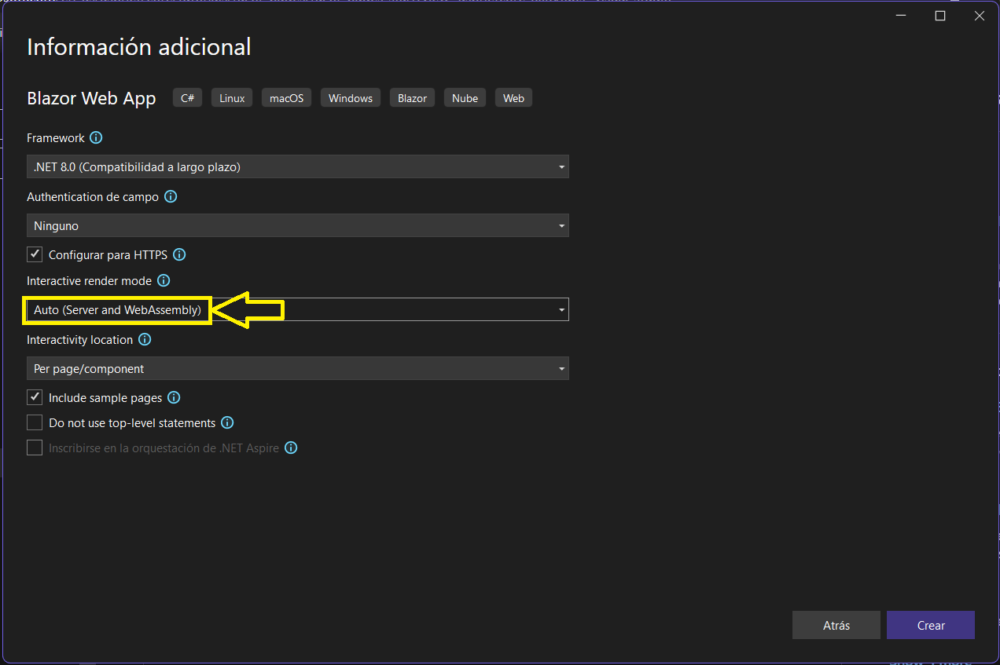 Información adicional
Blazor Web App C# Linux macOS Windows Blazor Nube Web
Framework
.NET 8.0 (Compatibilidad a largo plazo)
Authentication de campo
Ninguno
Configurar para HTTPS
Interactive render mode
Auto (Server and WebAssembly)
Interactivity location
Per page/component
Include sample pages
Do not use top-level statements
Inscribirse en la orquestación de .NET Aspire
Atrás Crear